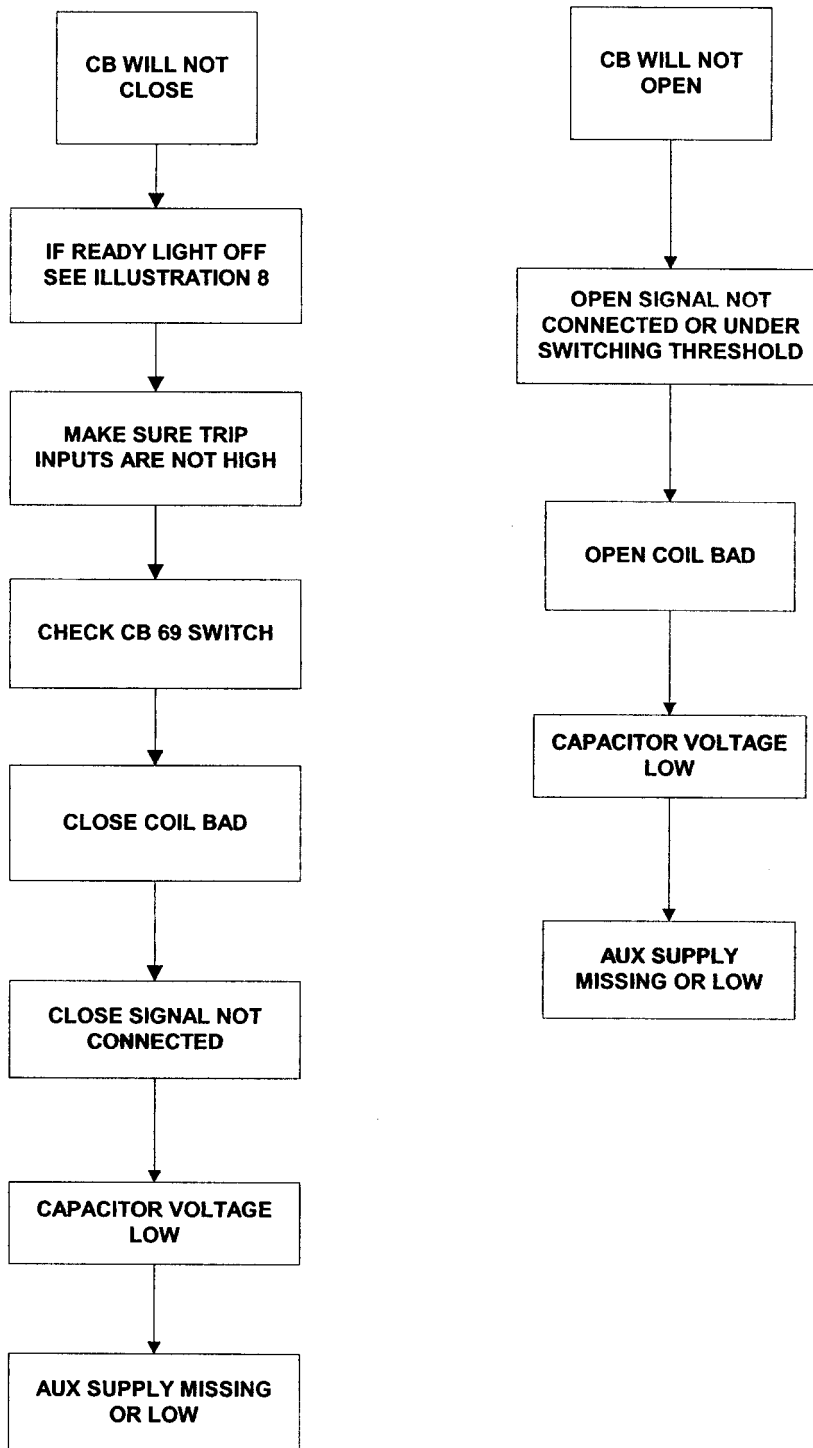 CB WILL NOT
CLOSE
IF READY LIGHT OFF
SEE ILLUSTRATION 8
MAKE SURE TRIP
INPUTS ARE NOT HIGH
CHECK CB 69 SWITCH
CLOSE COIL BAD
CLOSE SIGNAL NOT
CONNECTED
CAPACITOR VOLTAGE
LOW
AUX SUPPLY MISSING
OR LOW
CB WILL NOT
OPEN
OPEN SIGNAL NOT
CONNECTED OR UNDER
SWITCHING THRESHOLD
OPEN COIL BAD
CAPACITOR VOLTAGE
LOW
AUX SUPPLY
MISSING OR LOW